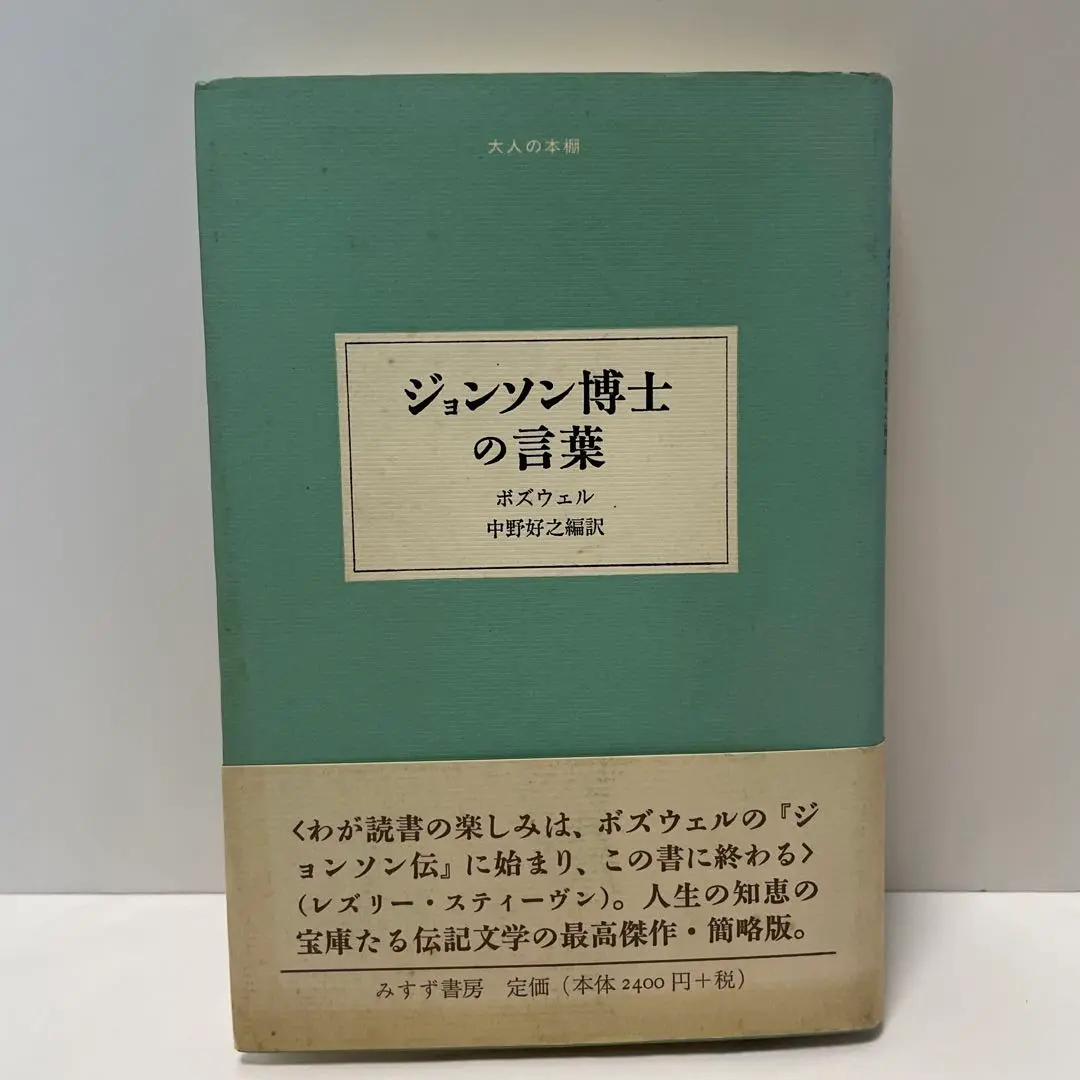 大人の本棚
ジョンソン博士
の言葉
ボズウェル
中野好之編訳
〈わが読書の楽しみは、ボズウェルの『ジ
ョンソン伝』に始まり、この書に終わる〉
(レズリー・スティーヴン)。人生の知恵の
宝庫たる伝記文学の最高傑作・簡略版。
みすず書房 定価(本体2400円+税)